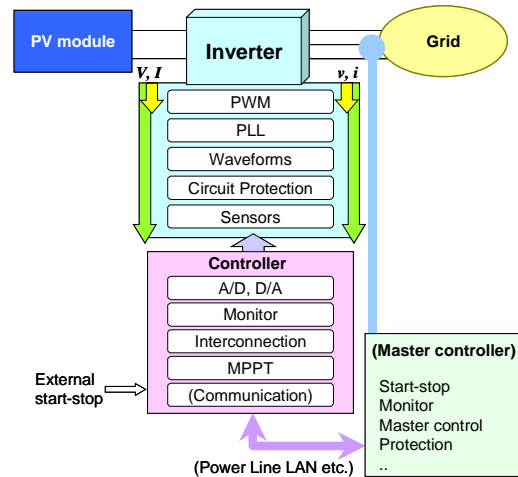 PV module
Inverter
Grid
V, I
v, i
PWM
PLL
Waveforms
Circuit Protection
Sensors
Controller
A/D, D/A
Monitor
Interconnection
MPPT
(Communication)
External
start-stop
(Power Line LAN etc.)
(Master controller)
Start-stop
Monitor
Master control
Protection
..